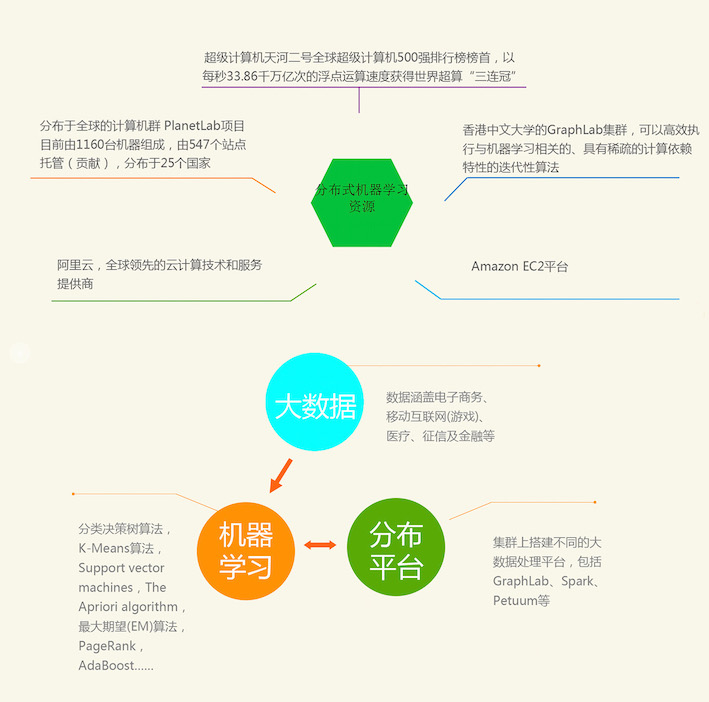 超级计算机天河二号全球超级计算机500强排行榜榜首，以
每秒33.86千万亿次的浮点运算速度获得世界超算“三连冠”
分布于全球的计算机群 PlanetLab项目
目前由1160台机器组成，由547个站点
托管（贡献），分布于25个国家
香港中文大学的GraphLab集群，可以高效执
行与机器学习相关的、具有稀疏的计算依赖
特性的迭代性算法
分布式机器学习
资源
阿里云，全球领先的云计算技术和服务
提供商
Amazon EC2平台
大数据
数据涵盖电子商务、
移动互联网(游戏)、
医疗、征信及金融等
分类决策树算法，
K-Means算法，
Support vector
machines，The
Apriori algorithm，
最大期望(EM)算法，
PageRank，
AdaBoost......
机器
学习
分布
平台
集群上搭建不同的大
数据处理平台，包括
GraphLab、Spark、
Petuum等